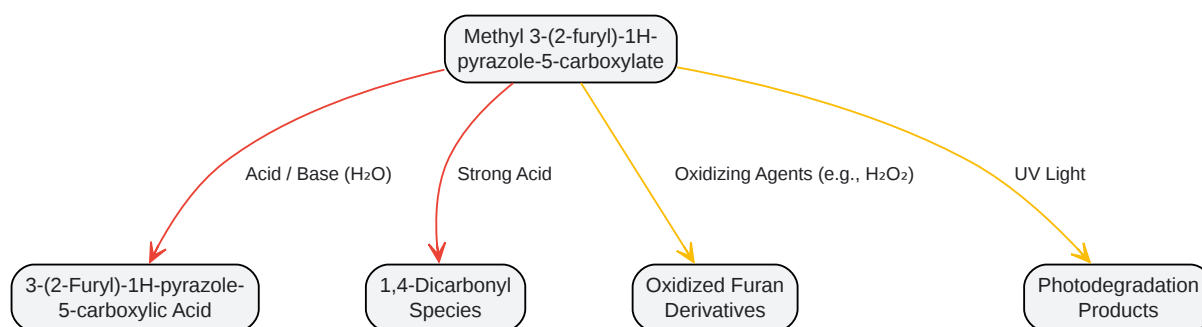 Methyl 3-(2-furyl)-1H-
pyrazole-5-carboxylate
Acid / Base (H₂O)
Strong Acid
Oxidizing Agents (e.g., H₂O₂)
UV Light
3-(2-Furyl)-1H-pyrazole-
5-carboxylic Acid
1,4-Dicarbonyl
Species
Oxidized Furan
Derivatives
Photodegradation
Products